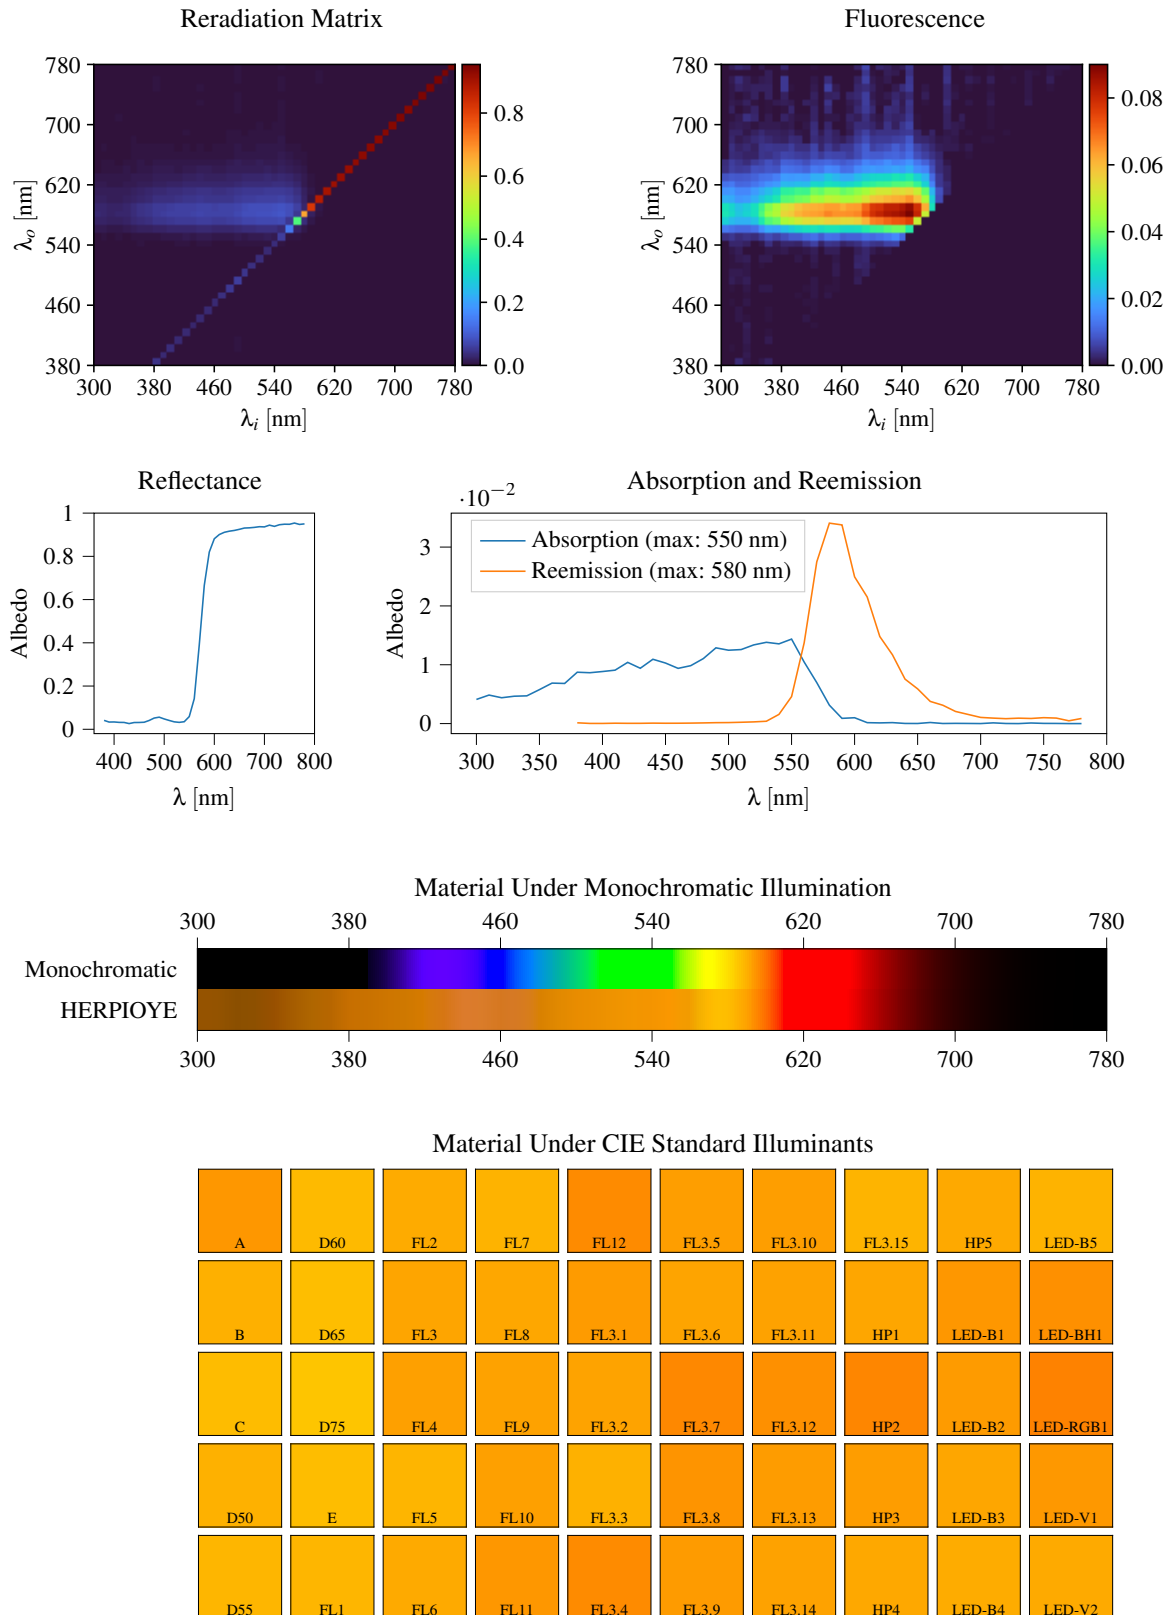 Reradiation Matrix
Fluorescence
780
700
620
540
460
380
λo [nm]
300 380 460 540 620 700 780
λi [nm]
0.8
0.6
0.4
0.2
0.0
780
700
620
540
460
380
λo [nm]
300 380 460 540 620 700 780
λi [nm]
0.08
0.06
0.04
0.02
0.00
Reflectance
1
0.8
0.6
0.4
0.2
0
Albedo
400 500 600 700 800
λ [nm]
Absorption and Reemission
·10−2
3
2
1
0
Albedo
Absorption (max: 550 nm)
Reemission (max: 580 nm)
300 350 400 450 500 550 600 650 700 750 800
λ [nm]
Material Under Monochromatic Illumination
300 380 460 540 620 700 780
Monochromatic
HERPIOYE
300 380 460 540 620 700 780
Material Under CIE Standard Illuminants
A D60 FL2 FL7 FL12 FL3.5 FL3.10 FL3.15 HP5 LED-B5
B D65 FL3 FL8 FL3.1 FL3.6 FL3.11 HP1 LED-B1 LED-BH1
C D75 FL4 FL9 FL3.2 FL3.7 FL3.12 HP2 LED-B2 LED-RGB1
D50 E FL5 FL10 FL3.3 FL3.8 FL3.13 HP3 LED-B3 LED-V1
D55 FL1 FL6 FL11 FL3.4 FL3.9 FL3.14 HP4 LED-B4 LED-V2